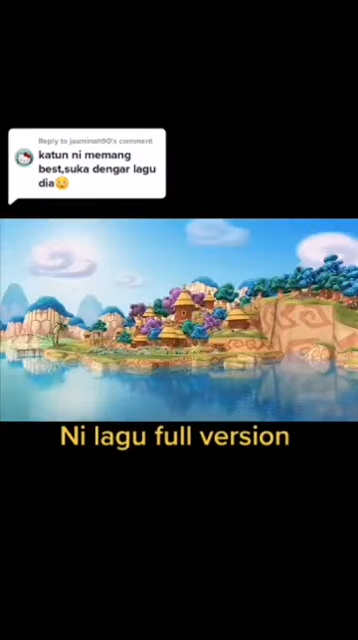 Reply to jasminah90's comment
katun ni memang
best,suka dengar lagu
dia😥
Ni lagu full version